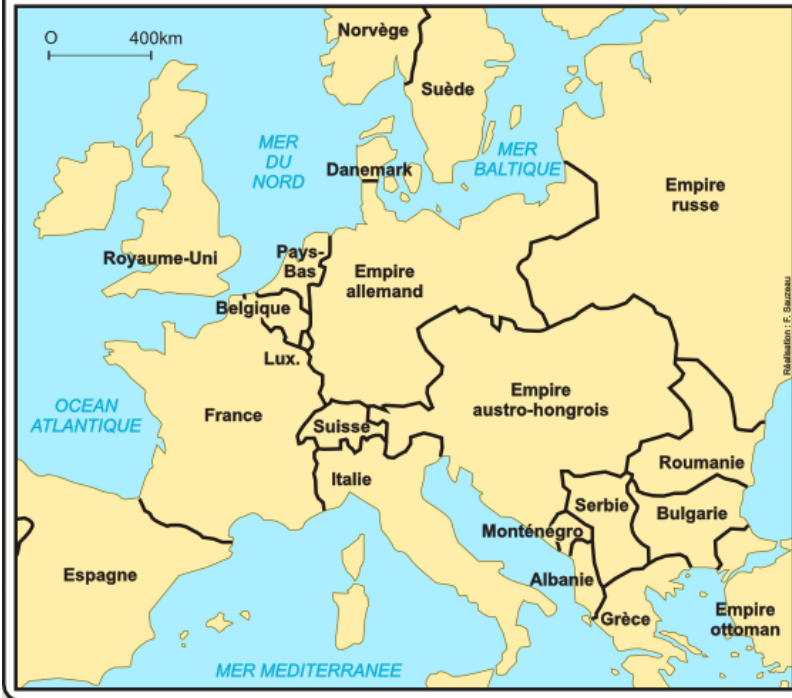 O 400km
Norvège
Suède
MER
DU
NORD
MER
BALTIQUE
Danemark
Empire
russe
Royaume-Uni
Pays-
Bas
Empire
allemand
Belgique
Lux.
Réalisation : F. Sauzeau
OCEAN
ATLANTIQUE
France
Empire
austro-hongrois
Suisse
Italie
Roumanie
Serbie
Bulgarie
Monténégro
Espagne
Albanie
Grèce
Empire
ottoman
MER MEDITERRANEE